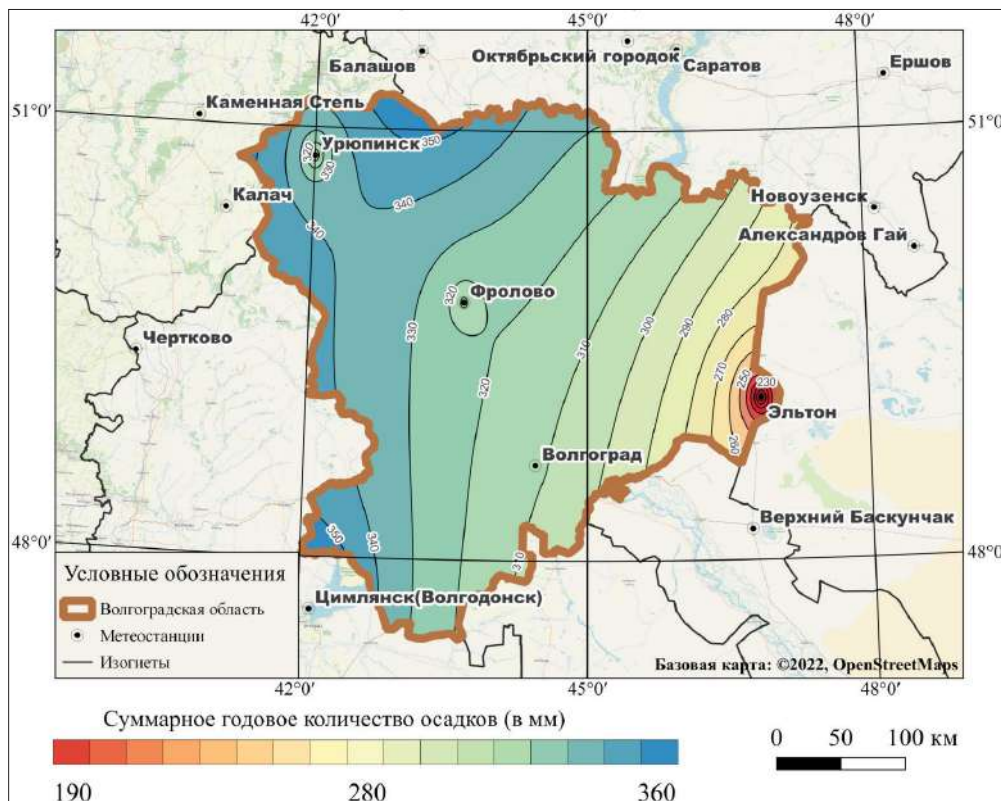 42°0′ 45°0′ 48°0′
Балашов
Октябрьский городок
Саратов
Ершов
Каменная Степь
51°0′
51°0′
350
320
Урюпинск
330
Калач
340
340
Новоузенск
Александров Гай
320
Фролово
330
300
290
280
Чертково
310
320
270
250
230
Эльтон
260
Волгоград
Верхний Баскунчак
350
340
310
48°0′
48°0′
Условные обозначения
Волгоградская область
Метеостанции
Изогиеты
Цимлянск(Волгодонск)
Базовая карта: ©2022, OpenStreetMaps
42°0′ 45°0′ 48°0′
Суммарное годовое количество осадков (в мм)
190 280 360
0 50 100 км